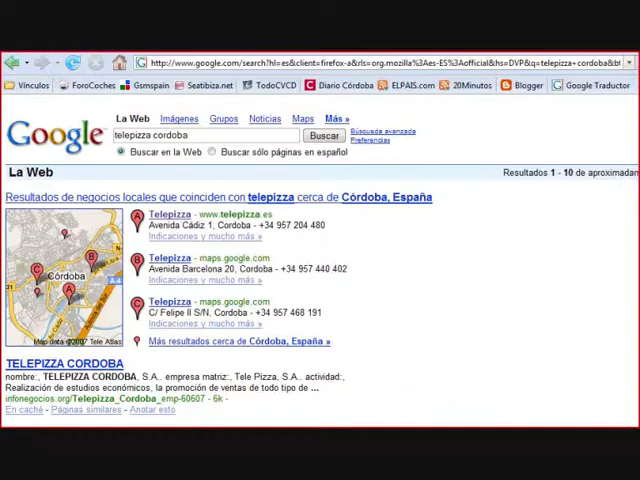 http://www.google.com/search?hl=es&client=firefox-a&rls=org.mozilla%3Aes-ES%3Aofficial&hs=DVP&q=telepizza+cordoba&bt
Vínculos ForoCoches Gsmspain Seatibiza.net TodoCVCD Diario Córdoba ELPAIS.com 20Minutos Blogger Google Traductor
La Web Imágenes Grupos Noticias Maps Más »
Google
telepizza cordoba Buscar Búsqueda avanzada
Preferencias
Buscar en la Web Buscar sólo páginas en español
La Web Resultados 1 - 10 de aproximadam
Resultados de negocios locales que coinciden con telepizza cerca de Córdoba, España
A Telepizza - www.telepizza.es
Avenida Cádiz 1, Cordoba - +34 957 204 480
Indicaciones y mucho más »
B Telepizza - maps.google.com
Avenida Barcelona 20, Cordoba - +34 957 440 402
Indicaciones y mucho más »
C Telepizza - maps.google.com
C/ Felipe II S/N, Cordoba - +34 957 468 191
Indicaciones y mucho más »
Más resultados cerca de Córdoba, España »
B
C Córdoba
A
A-4
Map data ©2007 Tele Atlas
TELEPIZZA CORDOBA
nombre:, TELEPIZZA CORDOBA, S.A.. empresa matriz:, Tele Pizza, S.A.. actividad:,
Realización de estudios económicos, la promoción de ventas de todo tipo de ...
infonegocios.org/Telepizza_Cordoba_emp-60607 - 6k -
En caché - Páginas similares - Anotar esto